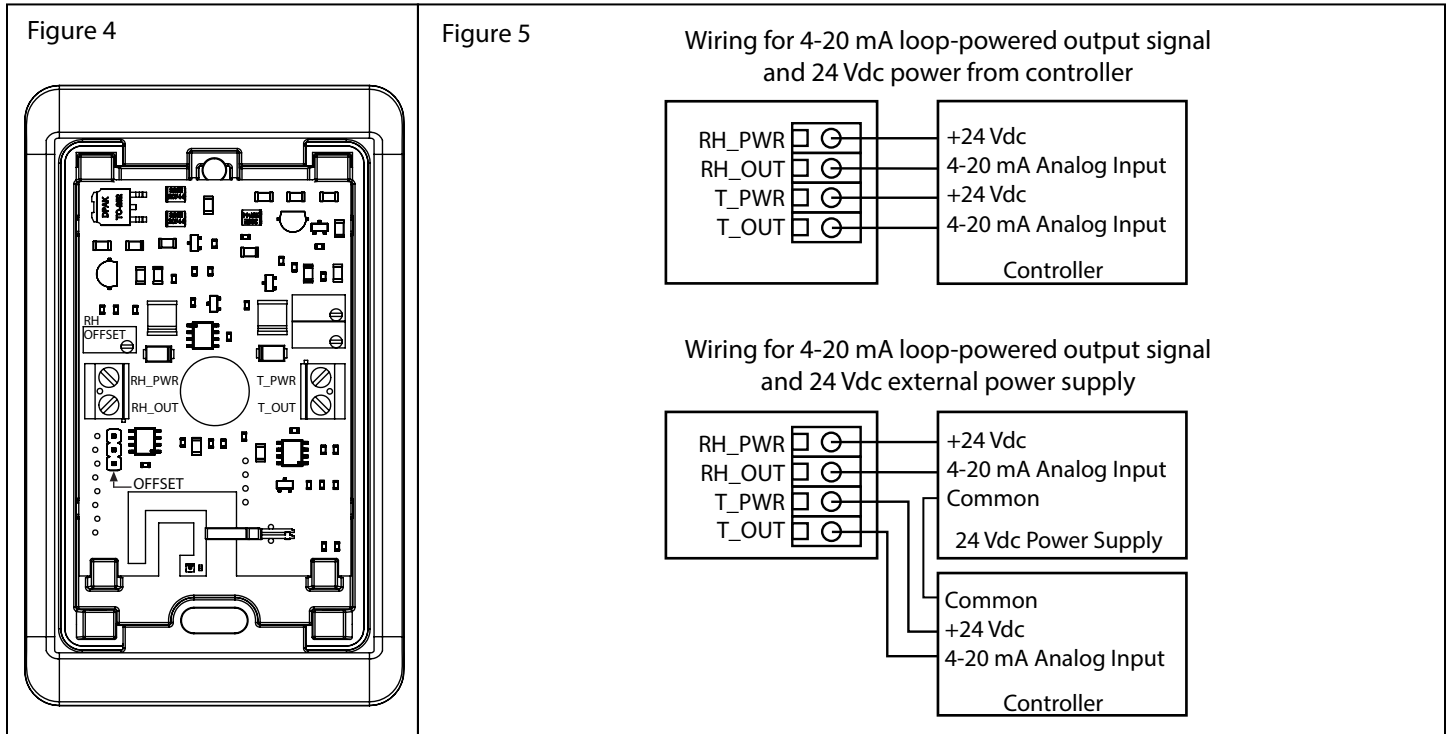 Figure 4
DPAK
TO-252
RH
OFFSET
RH_PWR
RH_OUT
T_PWR
T_OUT
OFFSET
Figure 5
Wiring for 4-20 mA loop-powered output signal
and 24 Vdc power from controller
RH_PWR
RH_OUT
T_PWR
T_OUT
+24 Vdc
4-20 mA Analog Input
+24 Vdc
4-20 mA Analog Input
Controller
Wiring for 4-20 mA loop-powered output signal
and 24 Vdc external power supply
RH_PWR
RH_OUT
T_PWR
T_OUT
+24 Vdc
4-20 mA Analog Input
Common
24 Vdc Power Supply
Common
+24 Vdc
4-20 mA Analog Input
Controller